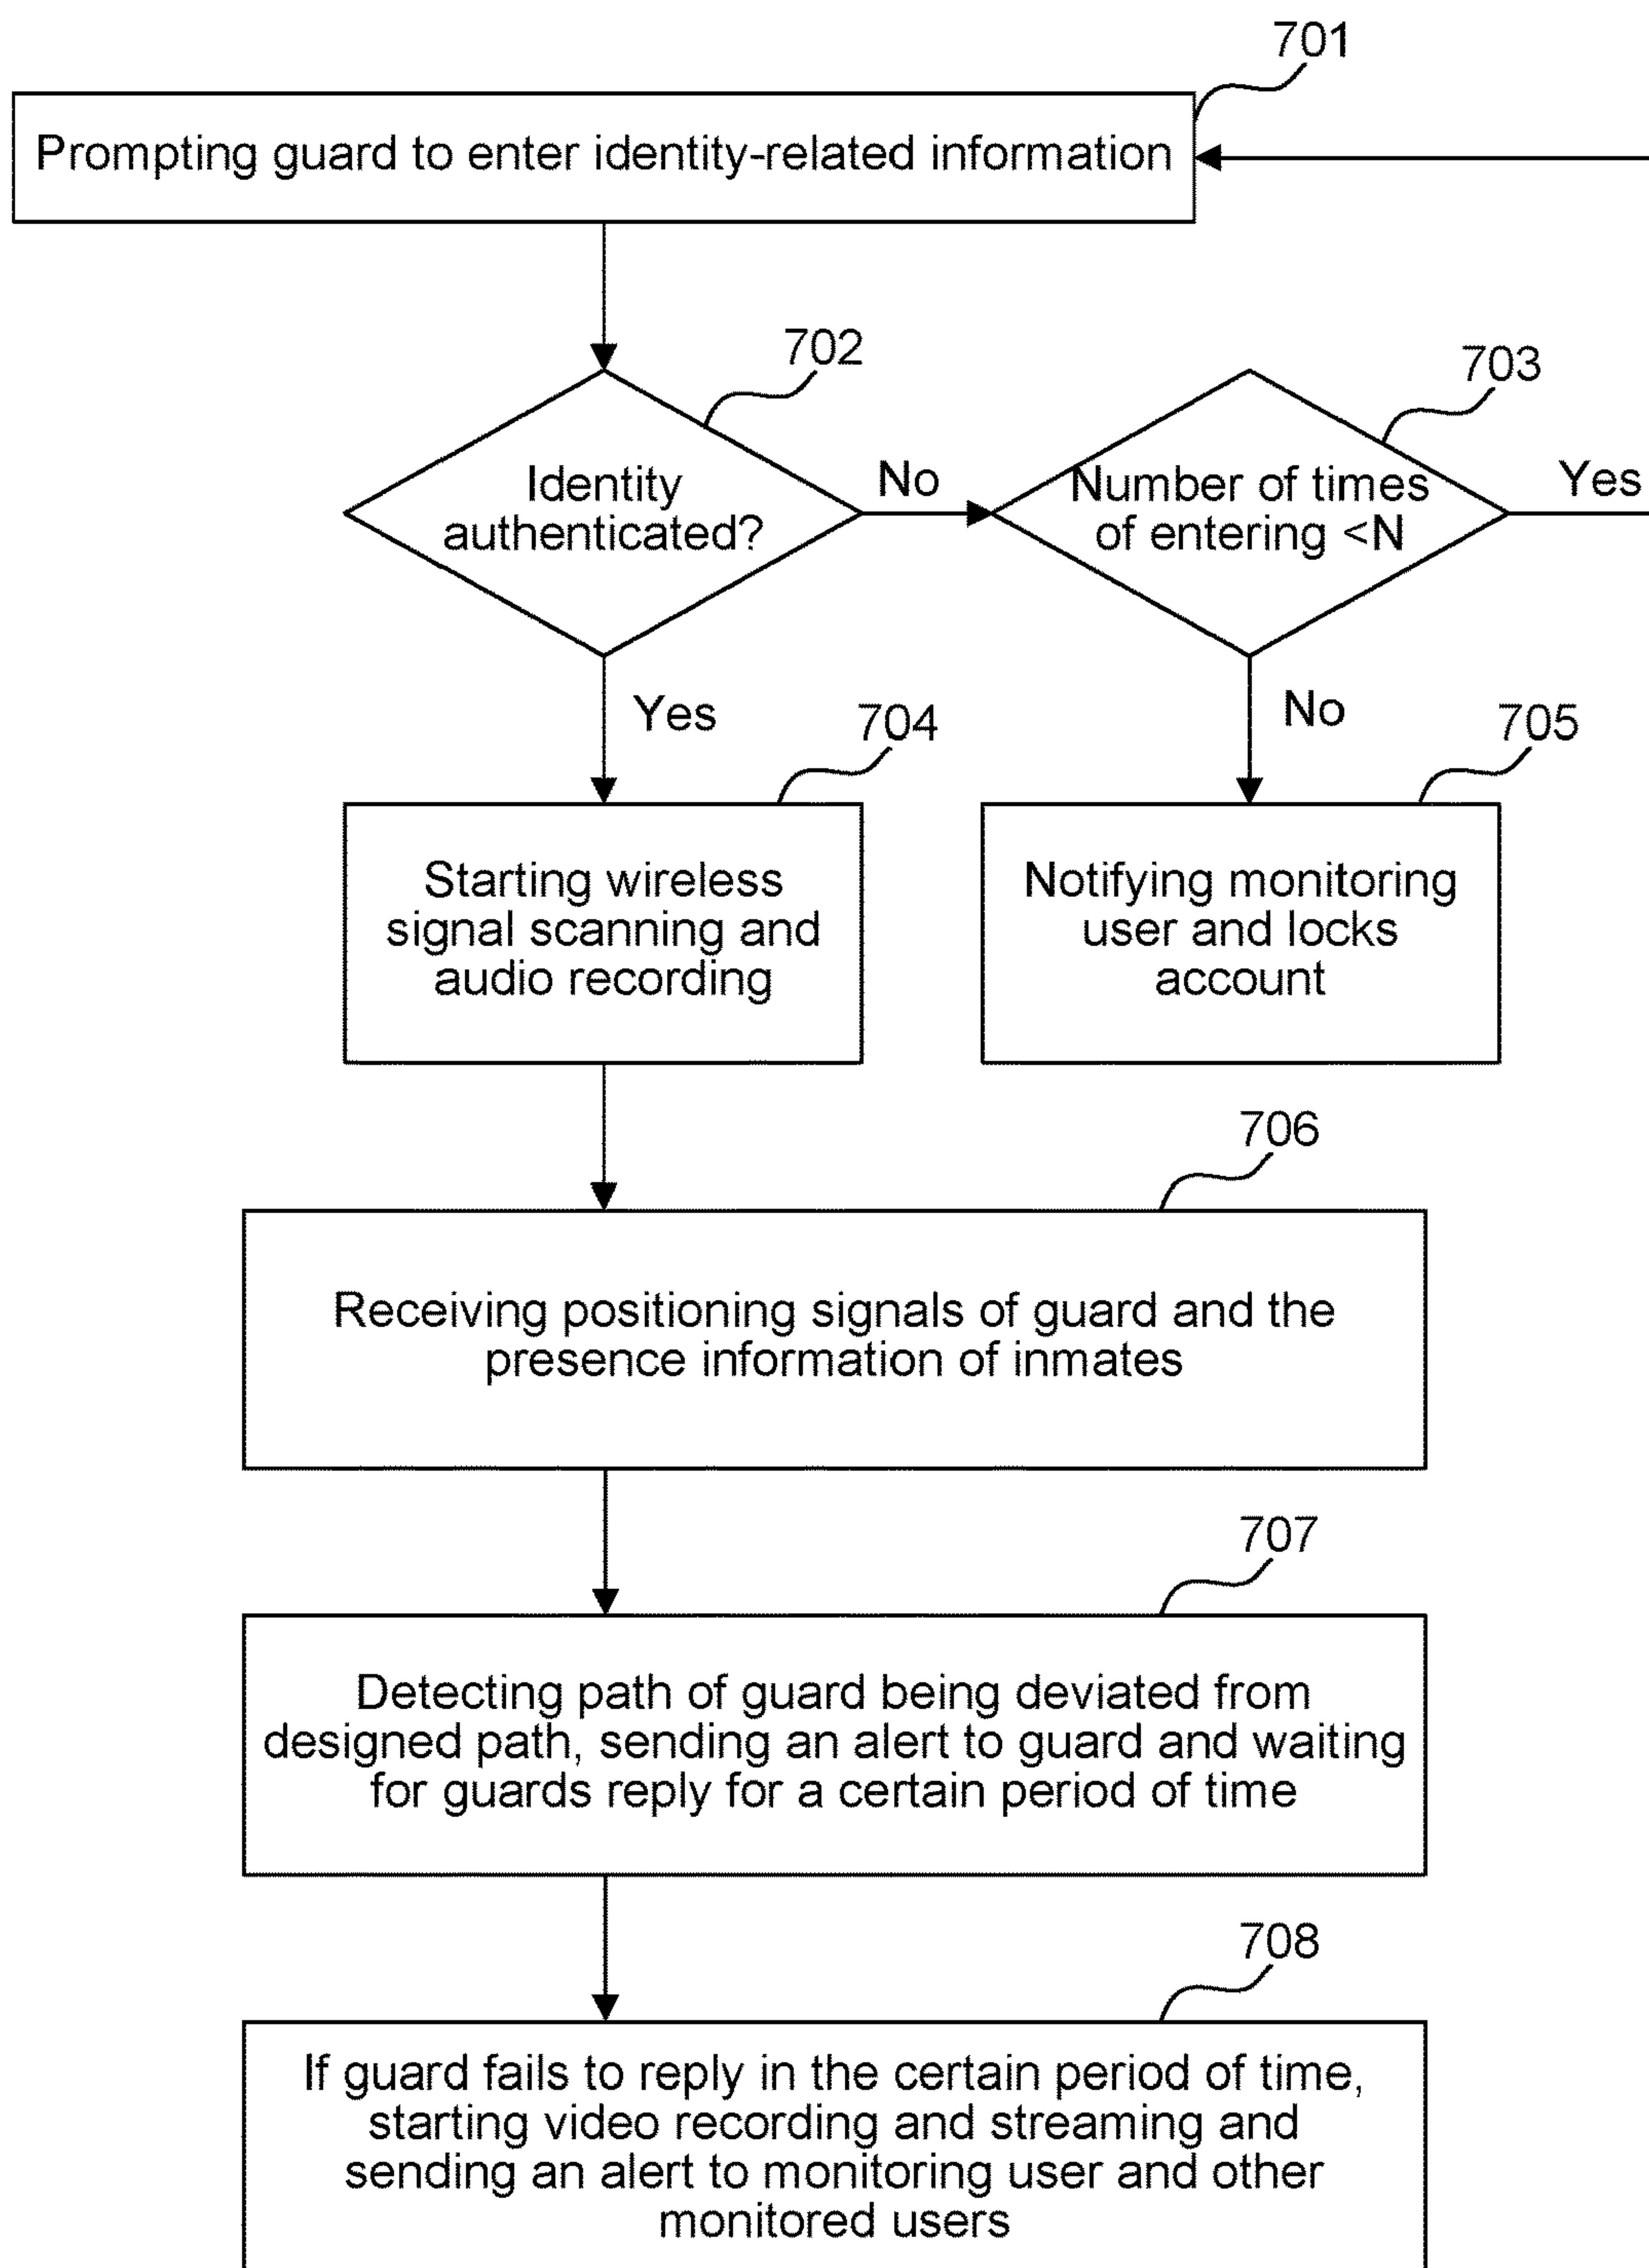 701
Prompting guard to enter identity-related information
702
703
Identity
authenticated?
No
Number of times
of entering <N
Yes
Yes
704
No
705
Starting wireless
signal scanning and
audio recording
Notifying monitoring
user and locks
account
706
Receiving positioning signals of guard and the
presence information of inmates
707
Detecting path of guard being deviated from
designed path, sending an alert to guard and waiting
for guards reply for a certain period of time
708
If guard fails to reply in the certain period of time,
starting video recording and streaming and
sending an alert to monitoring user and other
monitored users